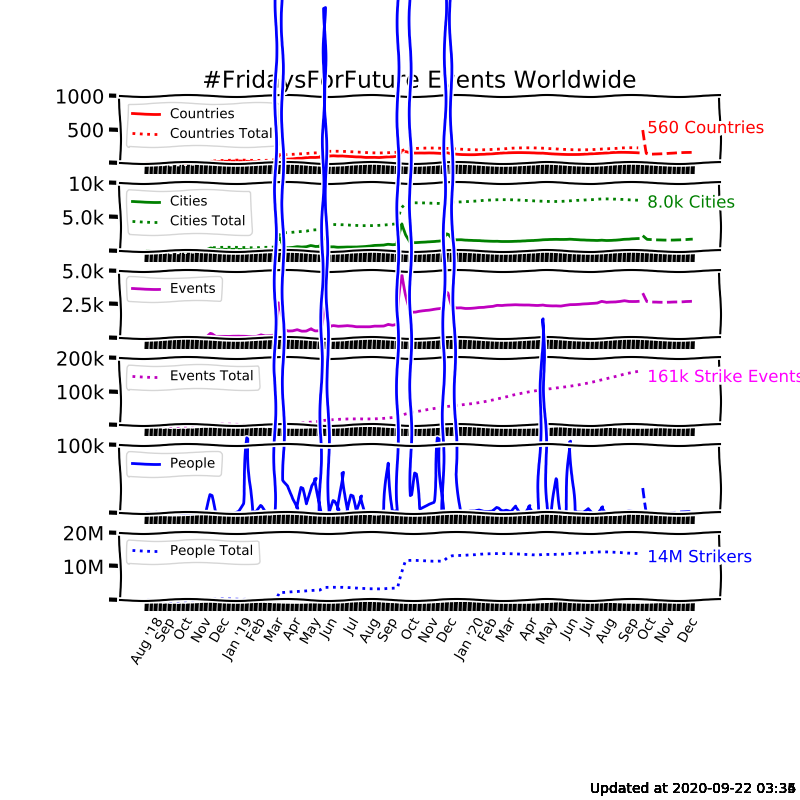 #FridaysForFuture Events Worldwide
1000
500
Countries
Countries Total
560 Countries
10k
5.0k
Cities
Cities Total
8.0k Cities
5.0k
2.5k
Events
200k
100k
Events Total
161k Strike Events
100k
People
20M
10M
People Total
14M Strikers
Aug '18 Sep Oct Nov Dec Jan '19 Feb Mar Apr May Jun Jul Aug Sep Oct Nov Dec Jan '20 Feb Mar Apr May Jun Jul Aug Sep Oct Nov Dec
Updated at 2020-09-22